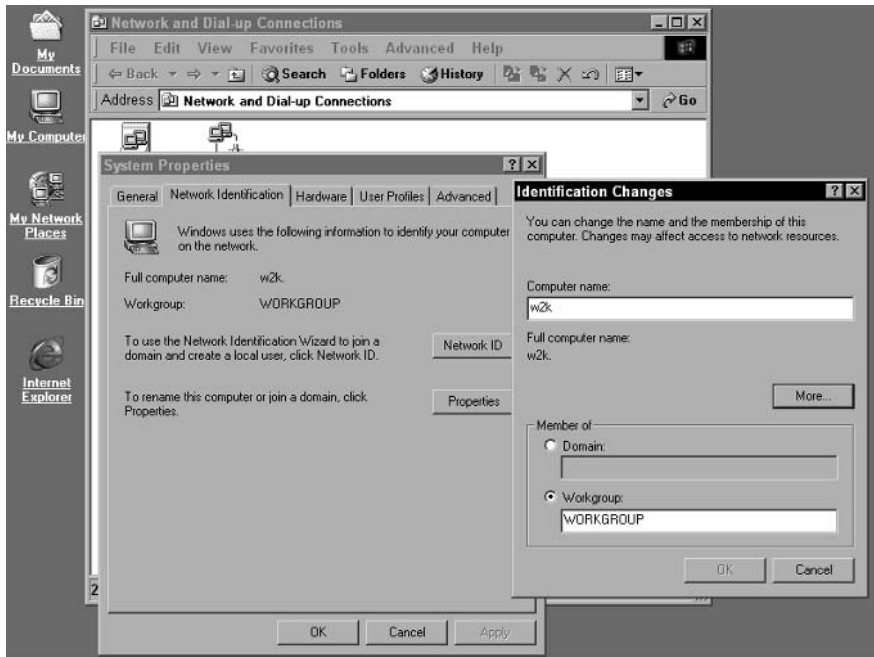 My Documents
My Computer
My Network Places
Recycle Bin
Internet Explorer
Network and Dial-up Connections
File Edit View Favorites Tools Advanced Help
Back Search Folders History
Address Network and Dial-up Connections Go
System Properties
General Network Identification Hardware User Profiles Advanced
Windows uses the following information to identify your computer
on the network.
Full computer name: w2k.
Workgroup: WORKGROUP
To use the Network Identification Wizard to join a
domain and create a local user, click Network ID.
Network ID
To rename this computer or join a domain, click
Properties.
Properties
OK Cancel Apply
2
Identification Changes
You can change the name and the membership of this
computer. Changes may affect access to network resources.
Computer name:
w2k
Full computer name:
w2k.
More...
Member of
Domain:
Workgroup:
WORKGROUP
OK Cancel